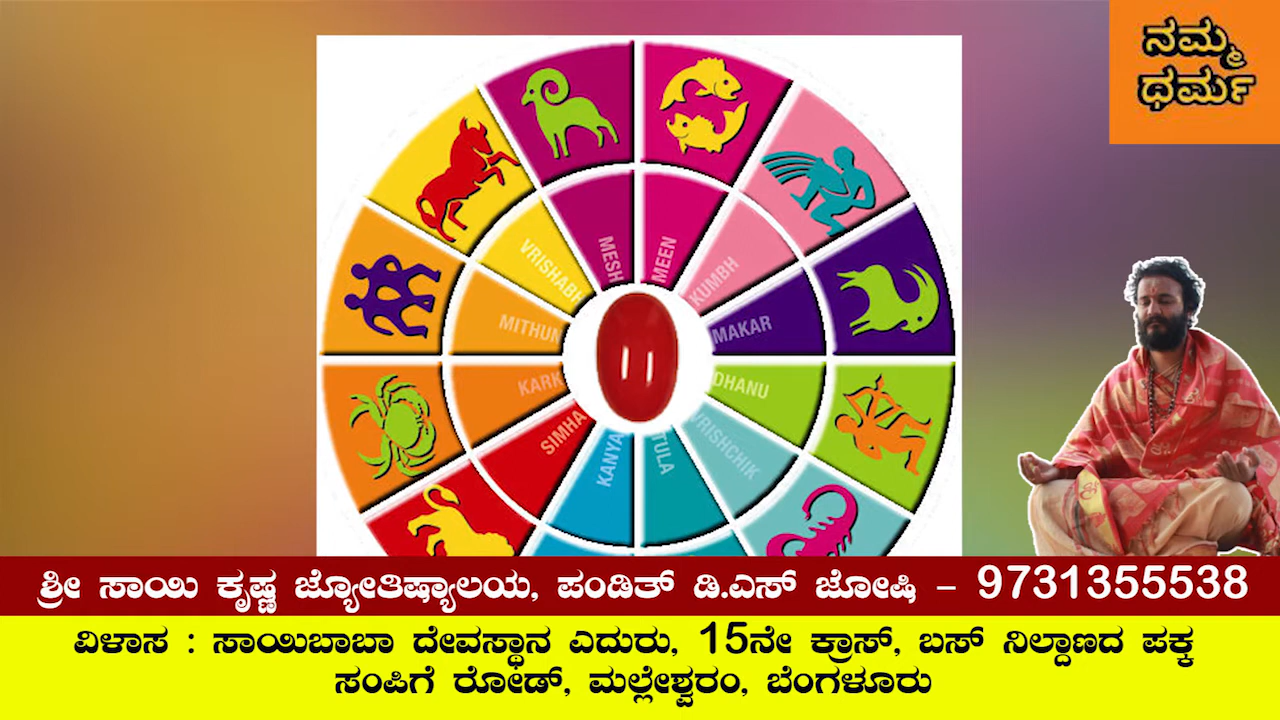 ನಮ್ಮ
ಧರ್ಮ
MESH
MEEN
VRISHABH
KUMBH
MITHUN
MAKAR
KARK
DHANU
SIMHA
VRISHCHIK
KANYA
TULA
ಶ್ರೀ ಸಾಯಿ ಕೃಷ್ಣ ಜ್ಯೋತಿಷ್ಯಾಲಯ, ಪಂಡಿತ್ ಡಿ.ಎಸ್ ಜೋಷಿ – 9731355538
ವಿಳಾಸ : ಸಾಯಿಬಾಬಾ ದೇವಸ್ಥಾನ ಎದುರು, 15ನೇ ಕ್ರಾಸ್, ಬಸ್ ನಿಲ್ದಾಣದ ಪಕ್ಕ
ಸಂಪಿಗೆ ರೋಡ್, ಮಲ್ಲೇಶ್ವರಂ, ಬೆಂಗಳೂರು